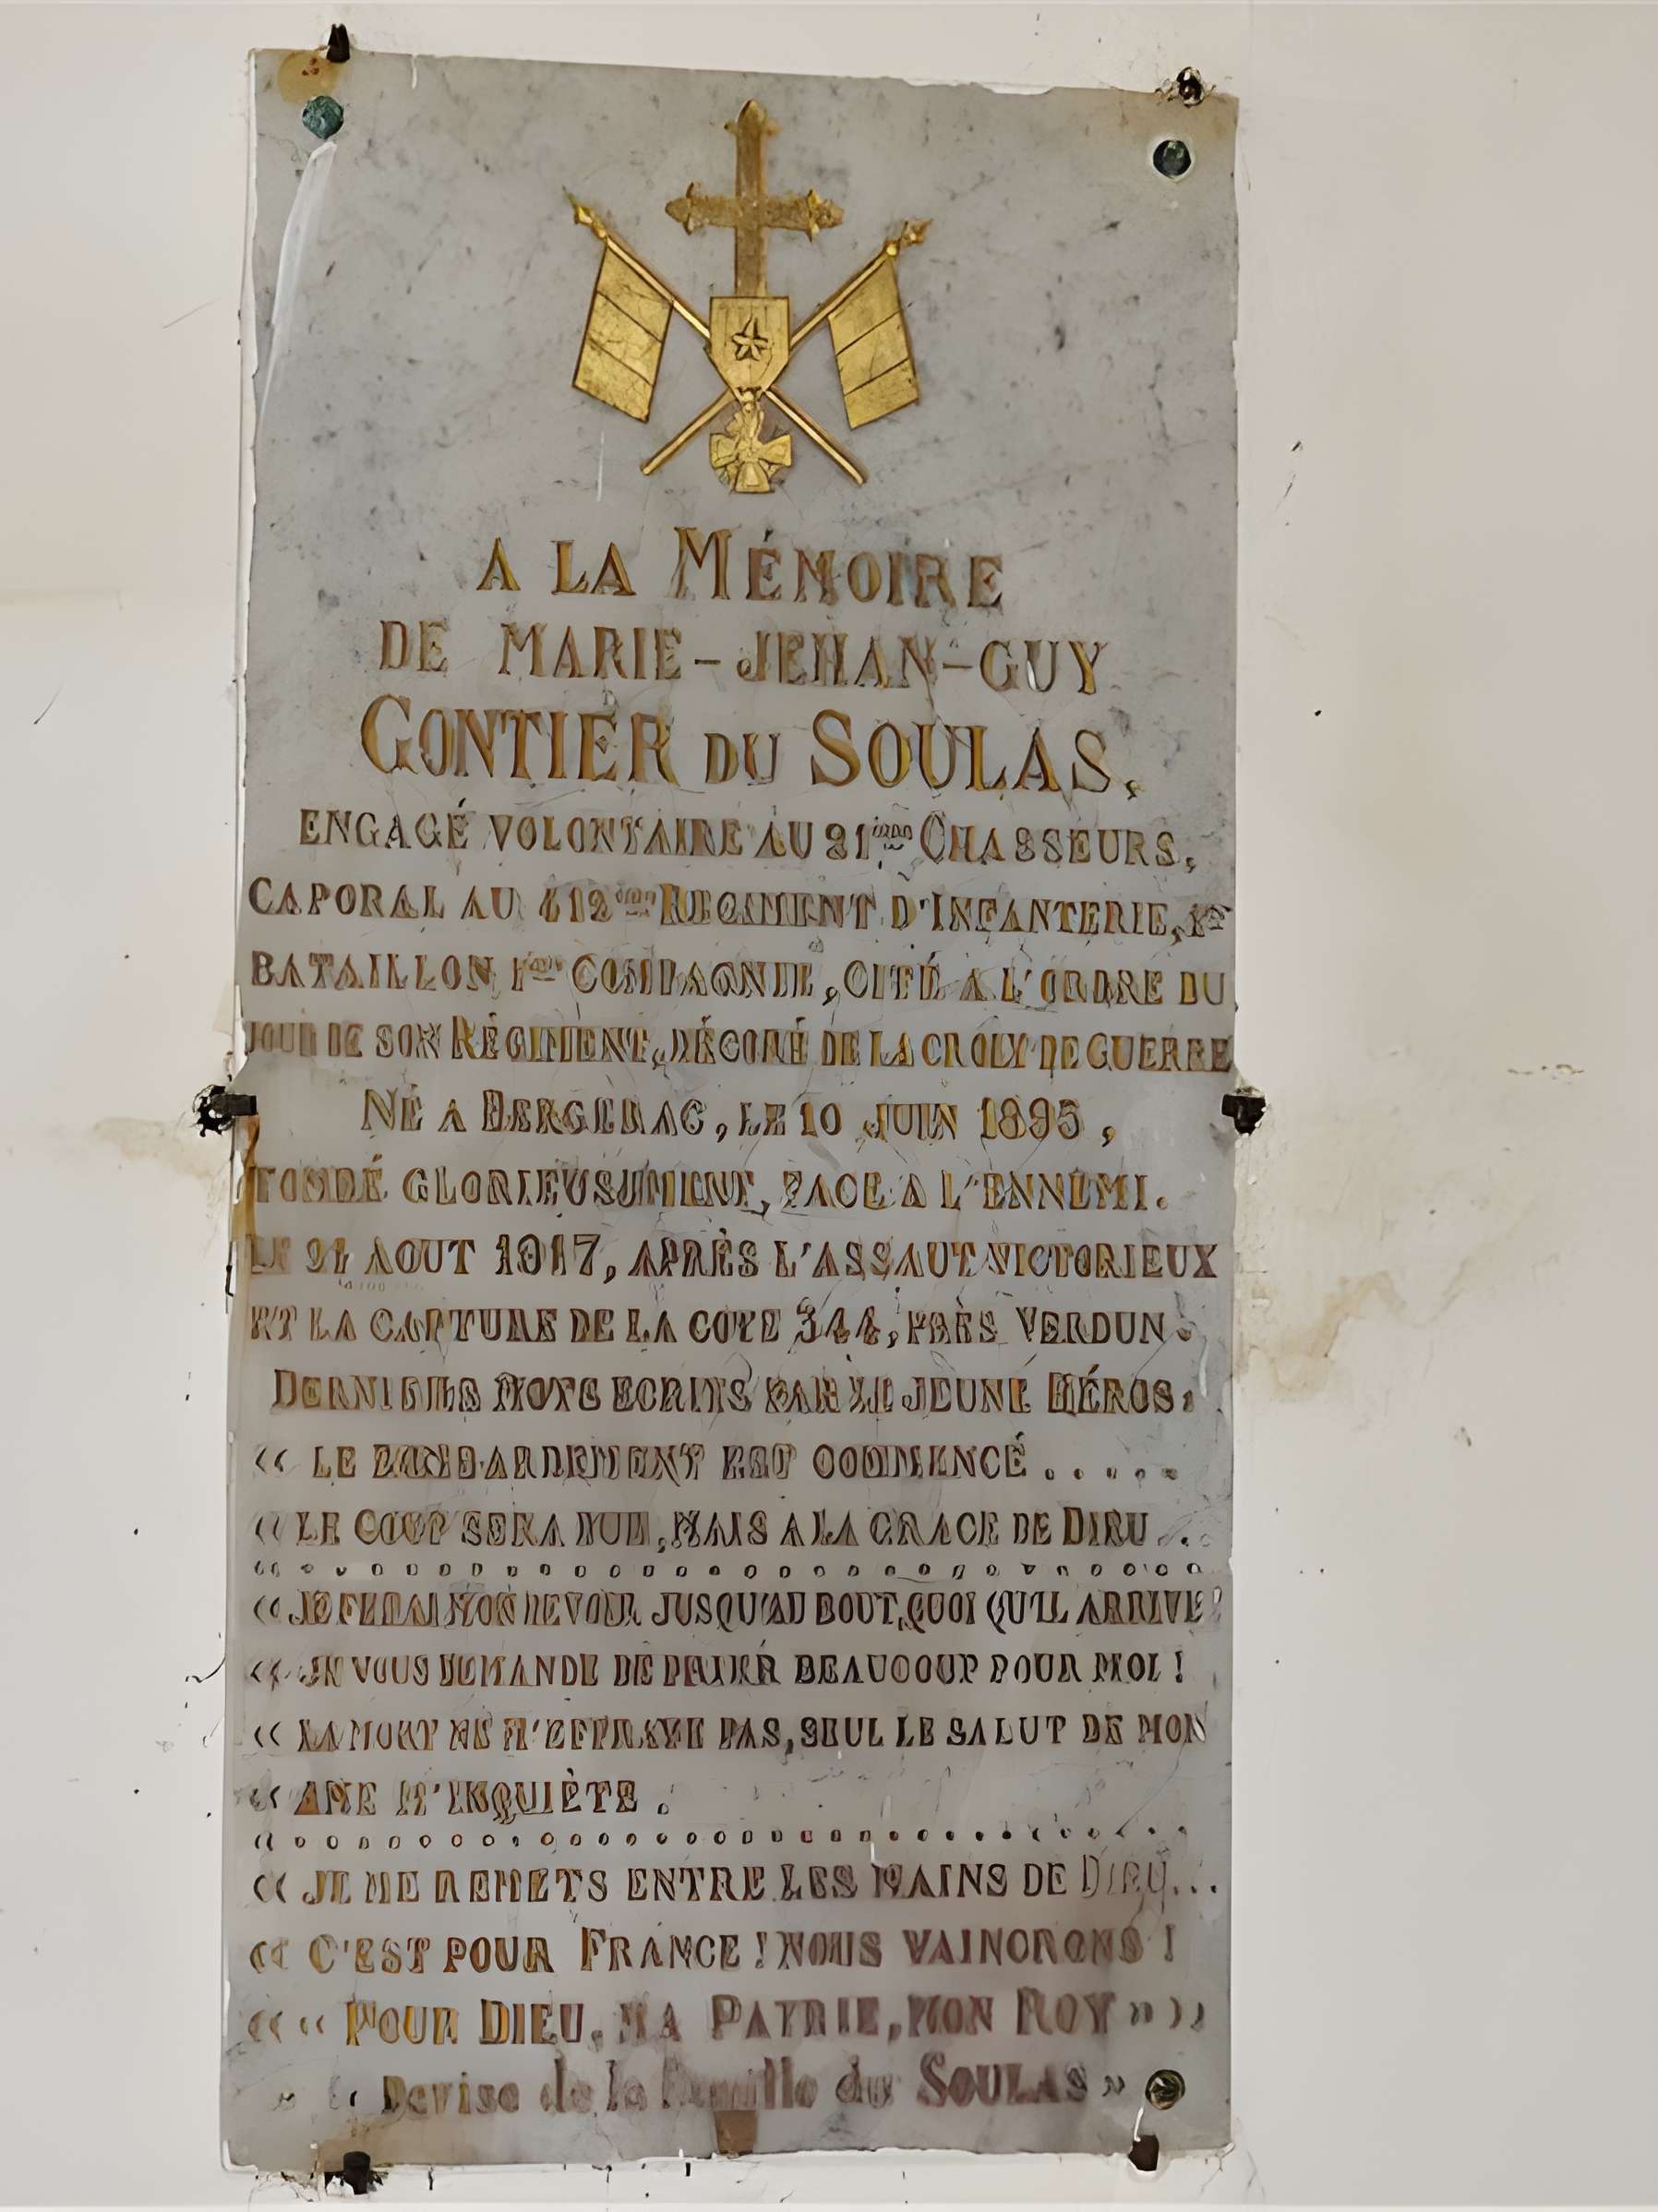 A LA MÉMOIRE
DE MARIE-JEHAN-GUY
GONTIER DU SOULAS,
ENGAGÉ VOLONTAIRE AU 21ème CHASSEURS,
CAPORAL AU 412ème RÉGIMENT D'INFANTERIE,
BATAILLON COMPAGNIE, CITÉ A L'ORDRE DU
JOUR DE SON RÉGIMENT, DÉCORÉ DE LA CROIX DE GUERRE
NÉ A BERGERAC, LE 10 JUIN 1895,
TOMBÉ GLORIEUSEMENT, FACE A L'ENNEMI.
LE AOUT 1917, APRÈS L'ASSAUT VICTORIEUX
ET LA CAPTURE DE LA COTE 344, PRÈS VERDUN.
DERNIERS MOTS ECRITS PAR LE JEUNE HÉROS:
« LE BOMBARDEMENT EST COMMENCÉ .....
« LE COUP SERA DUR, MAIS A LA GRACE DE DIEU ...
« ..............................
« JE FERAI MON DEVOIR JUSQU'AU BOUT, QUOI QU'IL ARRIVE!
« JE VOUS DEMANDE DE PRIER BEAUCOUP POUR MOI !
« LA MORT NE M'EFFRAYE PAS, SEUL LE SALUT DE MON
« AME M'INQUIÈTE .
« ..............................
« JE ME REMETS ENTRE LES MAINS DE DIEU...
« C'EST POUR FRANCE ! NOUS VAINCRONS !
« « POUR DIEU, MA PATRIE, MON ROY » »
« Devise de la Famille du SOULAS »